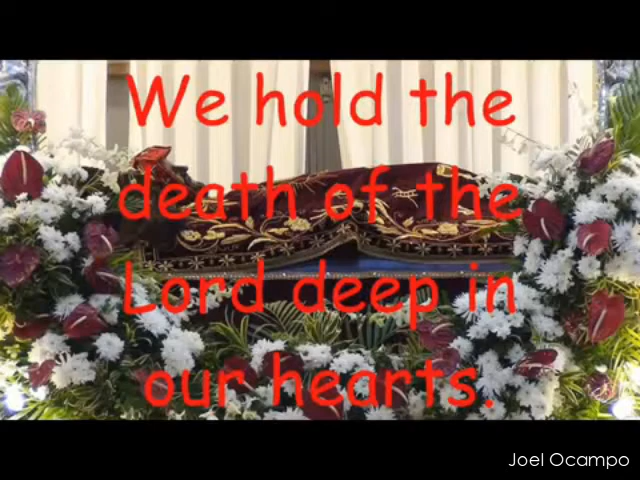 We hold the
death of the
Lord deep in
our hearts.
Joel Ocampo